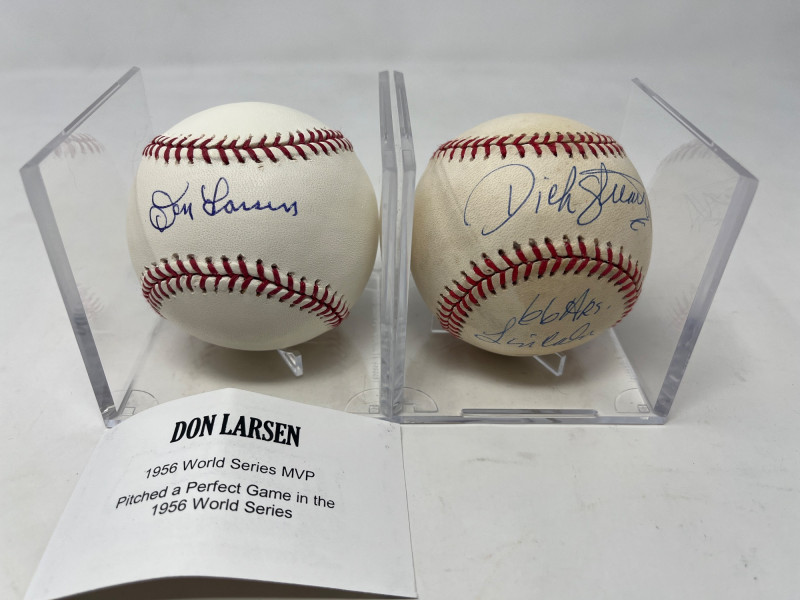 Don Larsen
Dick Stuart
66 Hrs.
Lincoln
DON LARSEN
1956 World Series MVP
Pitched a Perfect Game in the
1956 World Series